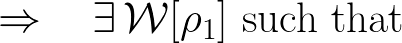 ⇒ ∃ 𝒲[ρ₁] such that